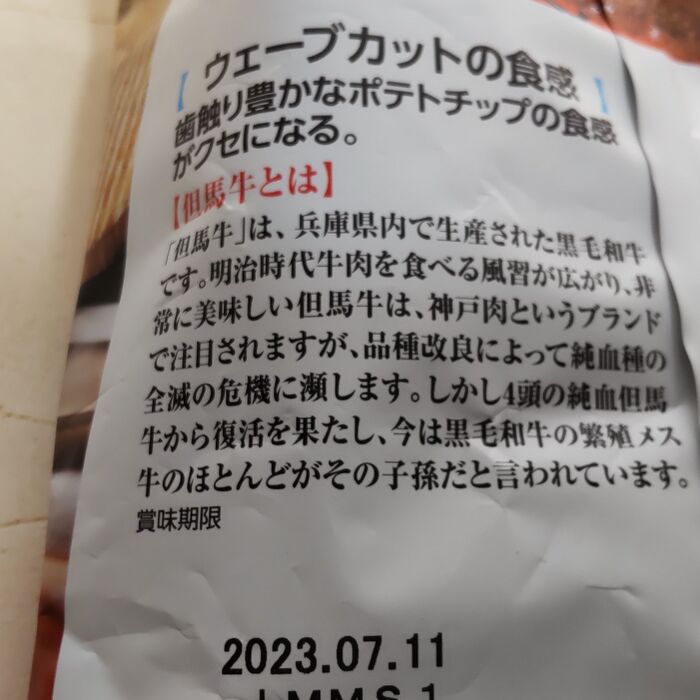 【ウェーブカットの食感】
歯触り豊かなポテトチップの食感
がクセになる。
【但馬牛とは】
「但馬牛」は、兵庫県内で生産された黒毛和牛
です。明治時代牛肉を食べる風習が広がり、非
常に美味しい但馬牛は、神戸肉というブランド
で注目されますが、品種改良によって純血種の
全滅の危機に瀕します。しかし4頭の純血但馬
牛から復活を果たし、今は黒毛和牛の繁殖メス
牛のほとんどがその子孫だと言われています。
賞味期限
2023.07.11